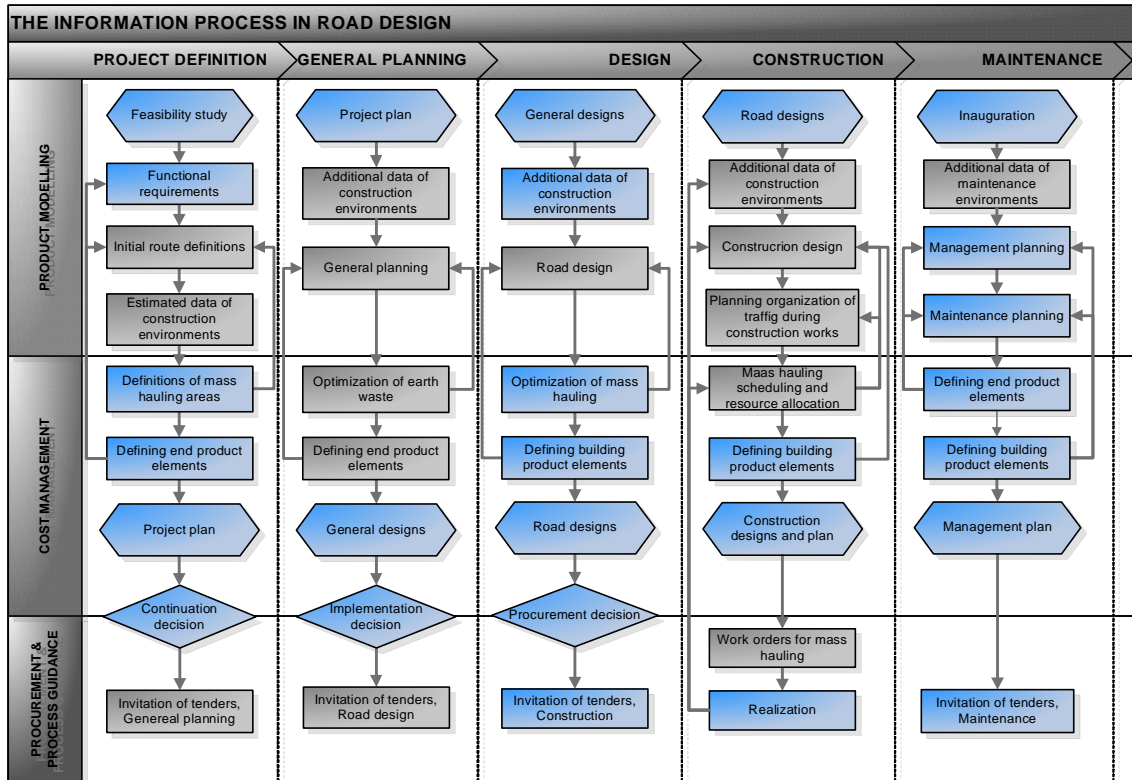 THE INFORMATION PROCESS IN ROAD DESIGN
PROJECT DEFINITION
GENERAL PLANNING
DESIGN
CONSTRUCTION
MAINTENANCE
PRODUCT MODELLING
Feasibility study
Functional
requirements
Initial route definitions
Estimated data of
construction
environments
Project plan
Additional data of
construction
environments
General planning
General designs
Additional data of
construction
environments
Road design
Road designs
Additional data of
construction
environments
Construcrion design
Planning organization of
traffig during
construction works
Inauguration
Additional data of
maintenance
environments
Management planning
Maintenance planning
COST MANAGEMENT
Definitions of mass
hauling areas
Defining end product
elements
Project plan
Continuation
decision
Optimization of earth
waste
Defining end product
elements
General designs
Implementation
decision
Optimization of mass
hauling
Defining building
product elements
Road designs
Procurement decision
Maas hauling
scheduling and
resource allocation
Defining building
product elements
Construction
designs and plan
Defining end product
elements
Defining building
product elements
Management plan
PROCUREMENT &
PROCESS GUIDANCE
Invitation of tenders,
Genereal planning
Invitation of tenders,
Road design
Invitation of tenders,
Construction
Work orders for mass
hauling
Realization
Invitation of tenders,
Maintenance